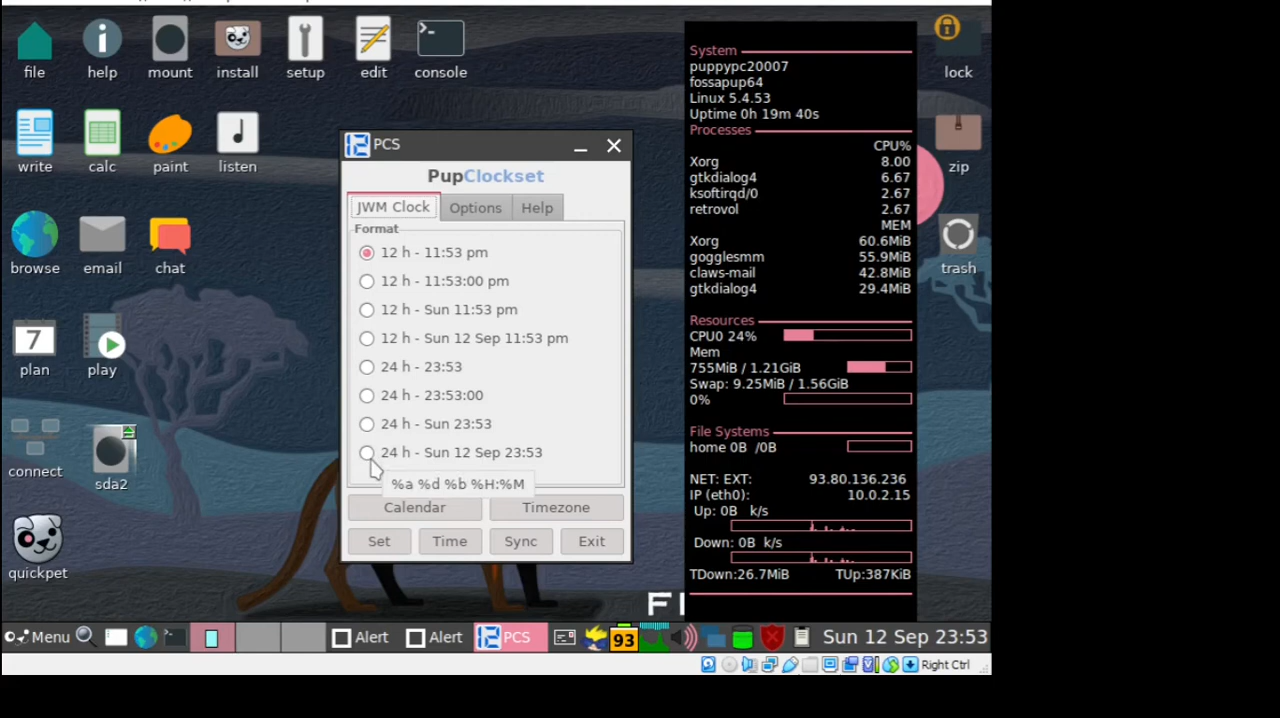 file
help
mount
install
setup
edit
console
write
calc
paint
listen
browse
email
chat
7
plan
play
connect
sda2
quickpet
PCS
PupClockset
JWM Clock
Options
Help
Format
12 h - 11:53 pm
12 h - 11:53:00 pm
12 h - Sun 11:53 pm
12 h - Sun 12 Sep 11:53 pm
24 h - 23:53
24 h - 23:53:00
24 h - Sun 23:53
24 h - Sun 12 Sep 23:53
%a %d %b %H:%M
Calendar
Timezone
Set
Time
Sync
Exit
System
puppypc20007
fossapup64
Linux 5.4.53
Uptime 0h 19m 40s
Processes
CPU%
Xorg 8.00
gtkdialog4 6.67
ksoftirqd/0 2.67
retrovol 2.67
MEM
Xorg 60.6MiB
gogglesmm 55.9MiB
claws-mail 42.8MiB
gtkdialog4 29.4MiB
Resources
CPU0 24%
Mem
755MiB / 1.21GiB
Swap: 9.25MiB / 1.56GiB
0%
File Systems
home 0B /0B
NET: EXT: 93.80.136.236
IP (eth0): 10.0.2.15
Up: 0B k/s
Down: 0B k/s
TDown:26.7MiB TUp:387KiB
lock
zip
trash
Menu
Alert
Alert
PCS
93
Sun 12 Sep 23:53
Right Ctrl